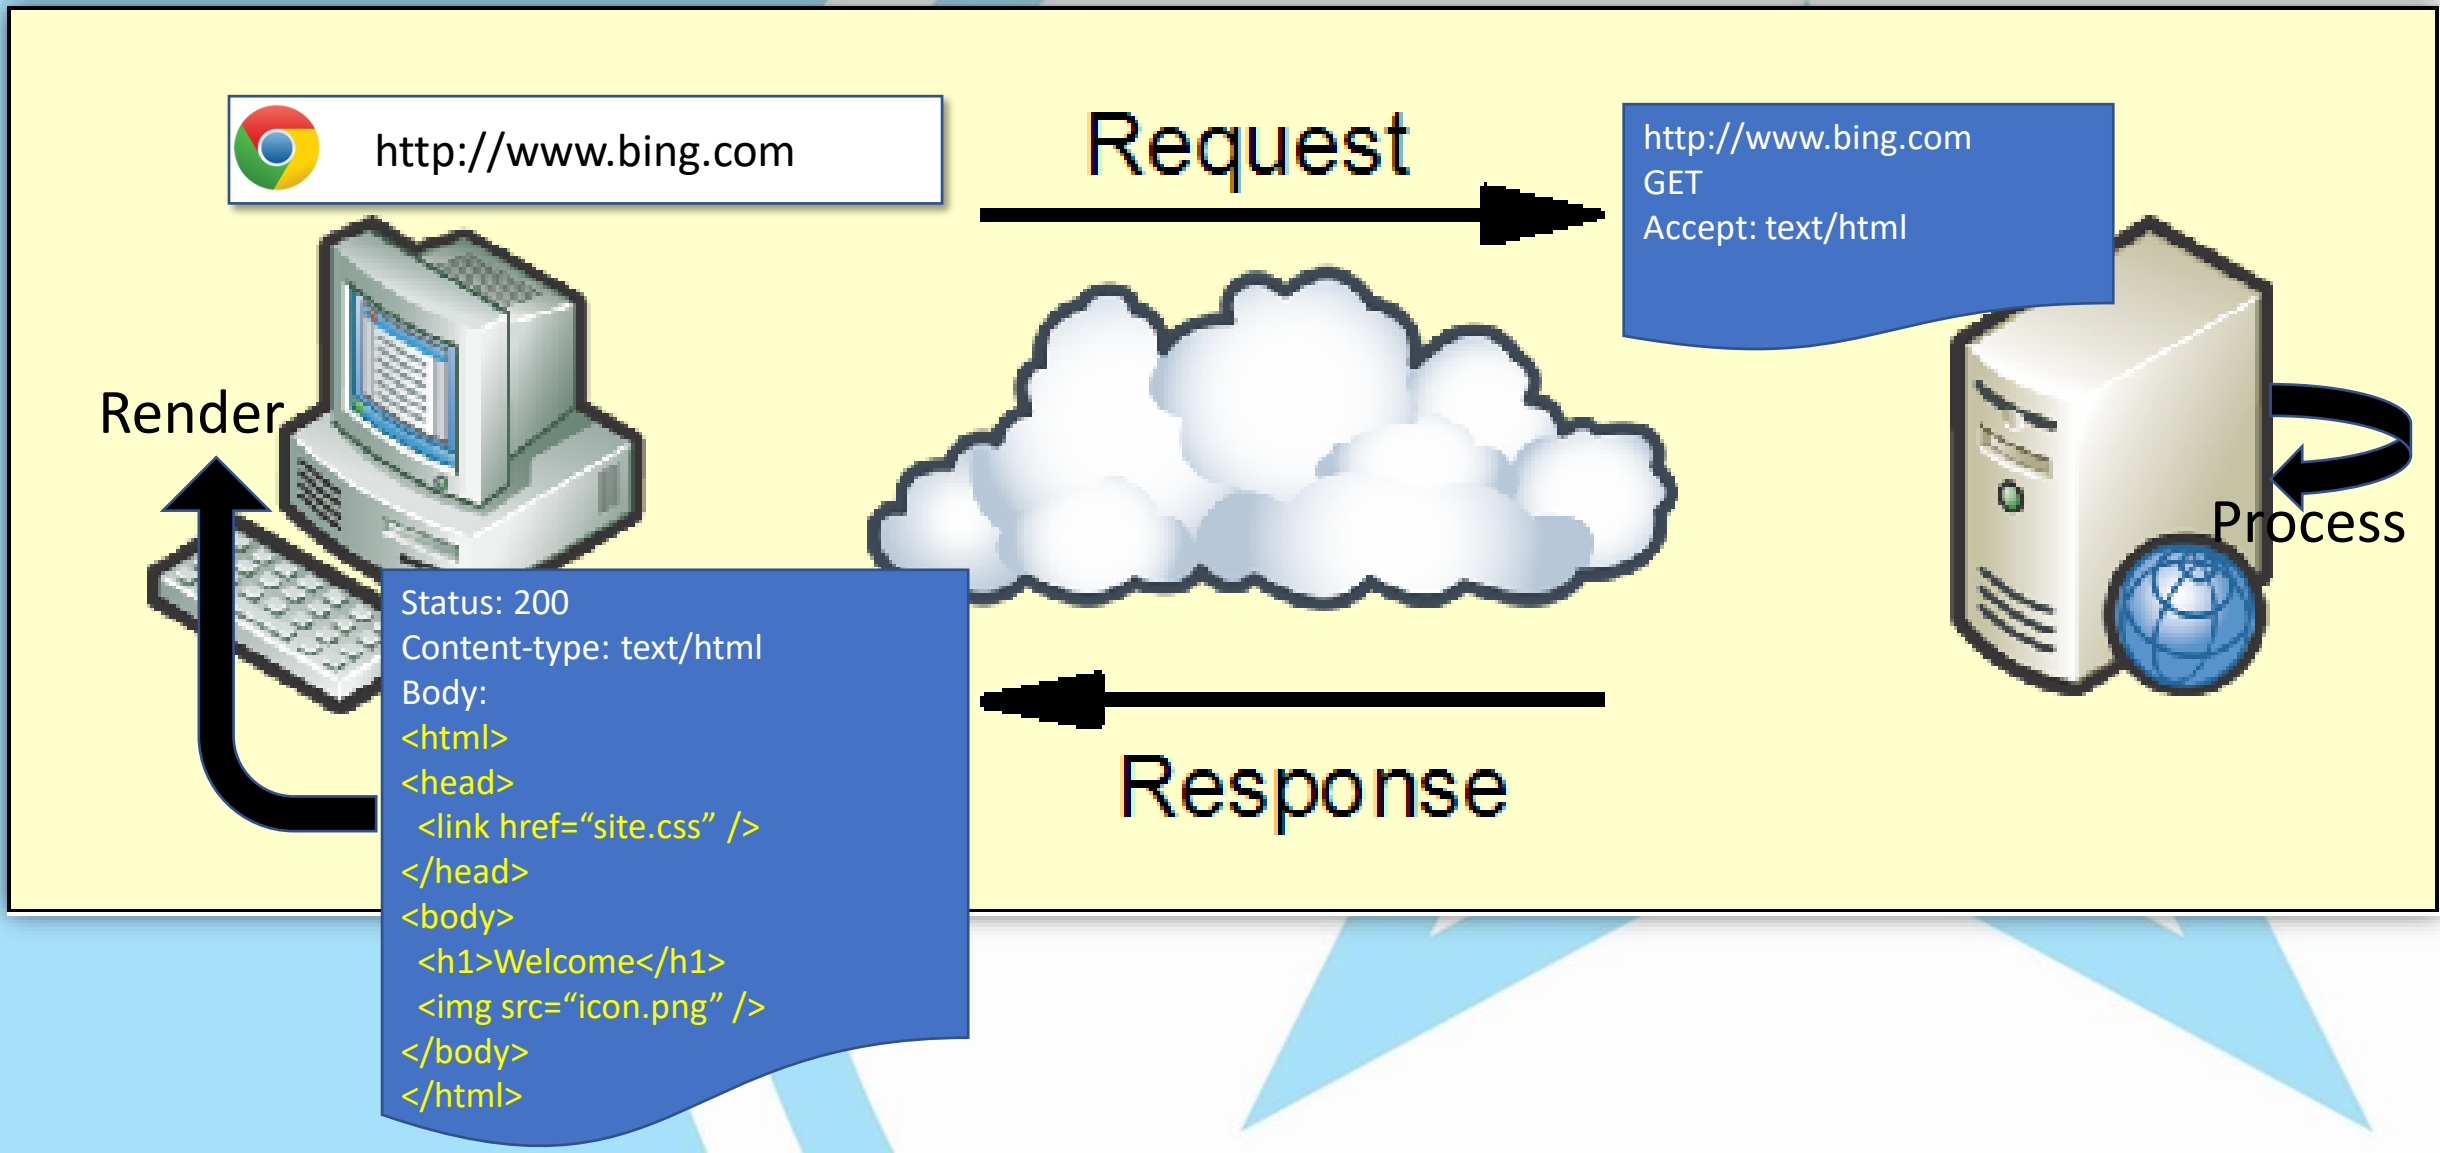 http://www.bing.com
Request
http://www.bing.com
GET
Accept: text/html
Render
Process
Status: 200
Content-type: text/html
Body:
<html>
<head>
<link href=“site.css” />
</head>
<body>
<h1>Welcome</h1>
<img src=“icon.png” />
</body>
</html>
Response